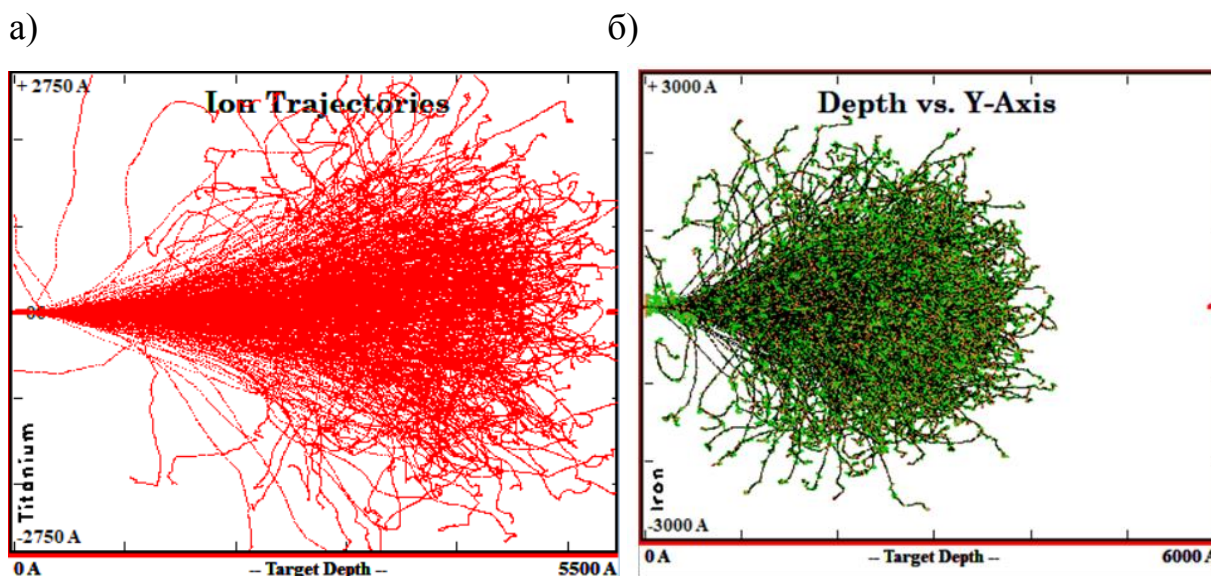 а)
б)
+ 2750 A
Ion Trajectories
Titanium
-2750 A
0 A
-- Target Depth --
5500 A
+ 3000 A
Depth vs. Y-Axis
Iron
-3000 A
0 A
-- Target Depth --
6000 A